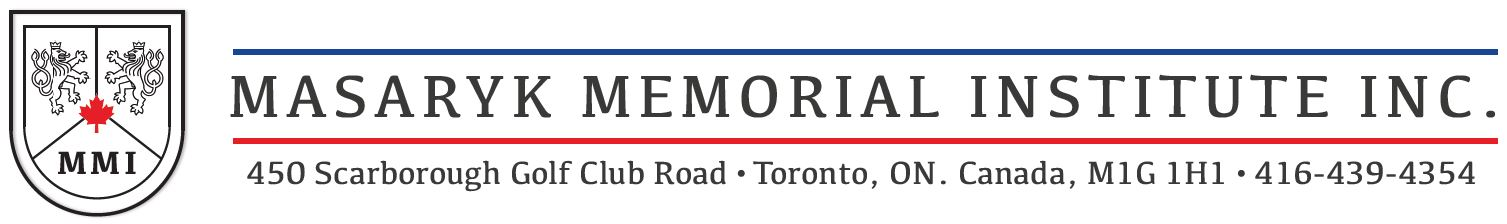 MMI
MASARYK MEMORIAL INSTITUTE INC.
450 Scarborough Golf Club Road • Toronto, ON. Canada, M1G 1H1 • 416-439-4354